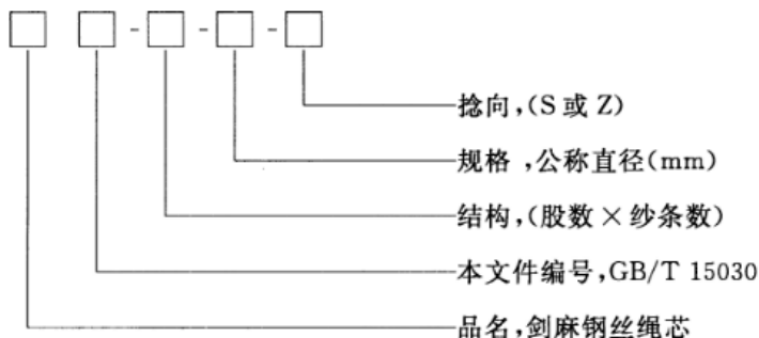 □ □-□-□-□
捻向,(S或Z)
规格,公称直径(mm)
结构,(股数×纱条数)
本文件编号,GB/T 15030
品名,剑麻钢丝绳芯